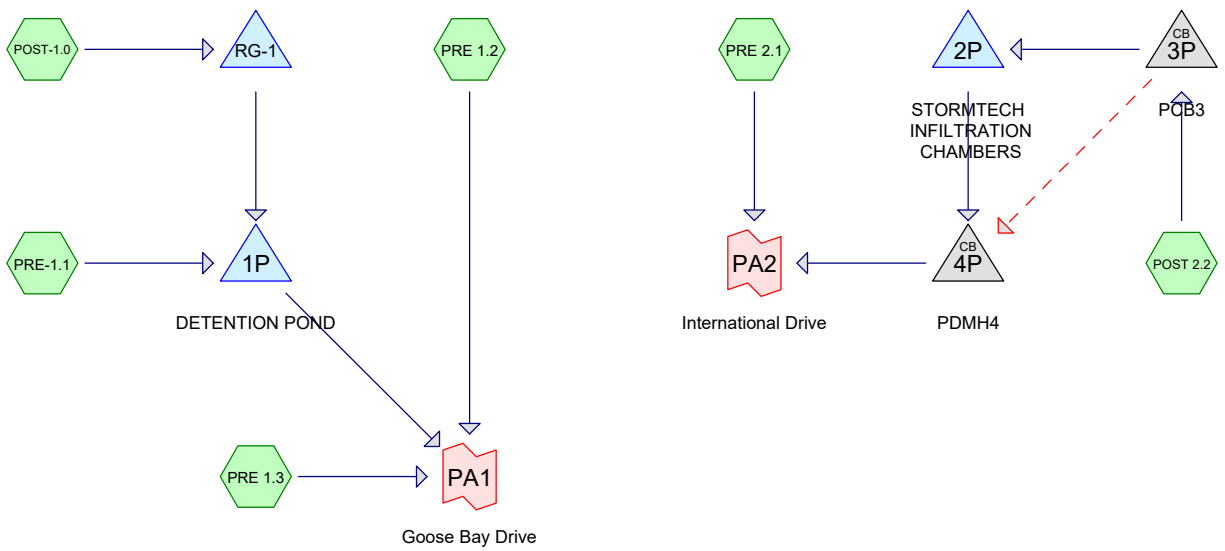 POST-1.0
RG-1
PRE 1.2
PRE 2.1
2P
CB
3P
STORMTECH
INFILTRATION
CHAMBERS
PCB3
PRE-1.1
1P
PA2
CB
4P
POST 2.2
DETENTION POND
International Drive
PDMH4
PRE 1.3
PA1
Goose Bay Drive